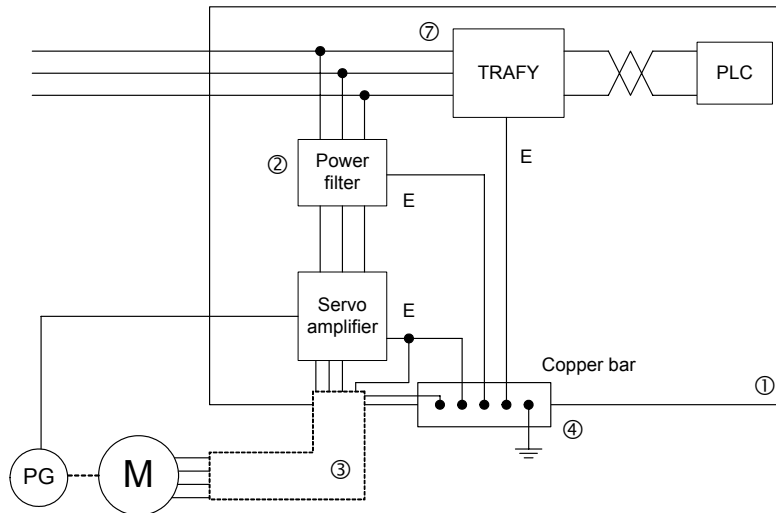 ⑦
TRAFY
PLC
②
Power
filter
E
E
Servo
amplifier
E
Copper bar
①
④
③
PG
M